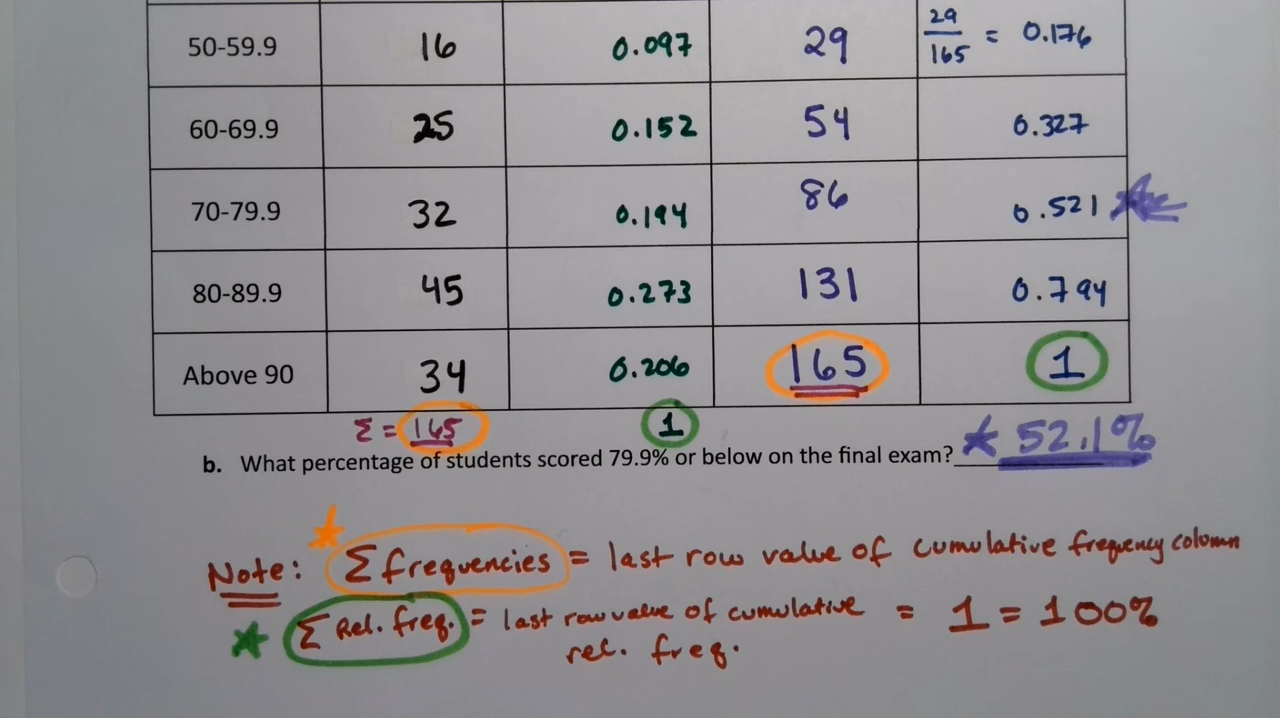 50-59.9 16 0.097 29 29/165 = 0.176
60-69.9 25 0.152 54 0.327
70-79.9 32 0.194 86 0.521
80-89.9 45 0.273 131 0.794
Above 90 34 0.206 165 1
Σ = 165 1
b. What percentage of students scored 79.9% or below on the final exam? 52.1%
Note: Σ frequencies = last row value of cumulative frequency column
Σ Rel. freq. = last row value of cumulative = 1 = 100%
rel. freq.